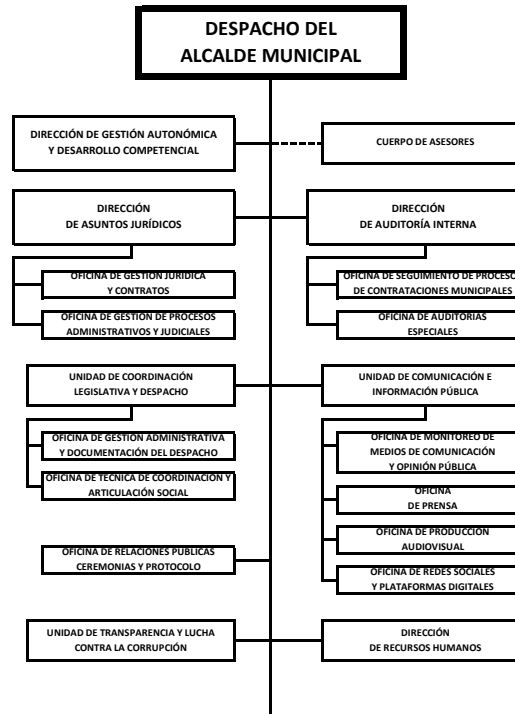 DESPACHO DEL
ALCALDE MUNICIPAL
DIRECCIÓN DE GESTIÓN AUTONÓMICA
Y DESARROLLO COMPETENCIAL
CUERPO DE ASESORES
DIRECCIÓN
DE ASUNTOS JURÍDICOS
DIRECCIÓN
DE AUDITORÍA INTERNA
OFICINA DE GESTIÓN JURÍDICA
Y CONTRATOS
OFICINA DE GESTIÓN DE PROCESOS
ADMINISTRATIVOS Y JUDICIALES
OFICINA DE SEGUIMIENTO DE PROCESO
DE CONTRATACIONES MUNICIPALES
OFICINA DE AUDITORÍAS
ESPECIALES
UNIDAD DE COORDINACIÓN
LEGISLATIVA Y DESPACHO
UNIDAD DE COMUNICACIÓN E
INFORMACIÓN PÚBLICA
OFICINA DE GESTIÓN ADMINISTRATIVA
Y DOCUMENTACIÓN DEL DESPACHO
OFICINA DE TÉCNICA DE COORDINACIÓN Y
ARTICULACIÓN SOCIAL
OFICINA DE MONITOREO DE
MEDIOS DE COMUNICACIÓN
Y OPINIÓN PÚBLICA
OFICINA
DE PRENSA
OFICINA DE PRODUCCIÓN
AUDIOVISUAL
OFICINA DE REDES SOCIALES
Y PLATAFORMAS DIGITALES
OFICINA DE RELACIONES PÚBLICAS
CEREMONIAS Y PROTOCOLO
UNIDAD DE TRANSPARENCIA Y LUCHA
CONTRA LA CORRUPCIÓN
DIRECCIÓN
DE RECURSOS HUMANOS